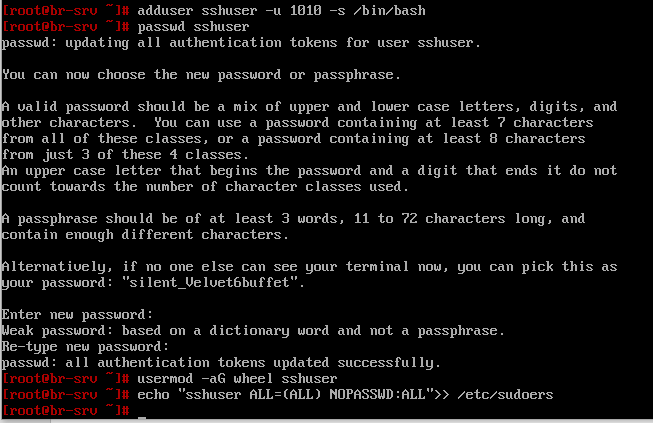 [root@br-srv ~]# adduser sshuser -u 1010 -s /bin/bash
[root@br-srv ~]# passwd sshuser
passwd: updating all authentication tokens for user sshuser.
You can now choose the new password or passphrase.
A valid password should be a mix of upper and lower case letters, digits, and
other characters.  You can use a password containing at least 7 characters
from all of these classes, or a password containing at least 8 characters
from just 3 of these 4 classes.
An upper case letter that begins the password and a digit that ends it do not
count towards the number of character classes used.
A passphrase should be of at least 3 words, 11 to 72 characters long, and
contain enough different characters.
Alternatively, if no one else can see your terminal now, you can pick this as
your password: "silent_Velvet6buffet".
Enter new password:
Weak password: based on a dictionary word and not a passphrase.
Re-type new password:
passwd: all authentication tokens updated successfully.
[root@br-srv ~]# usermod -aG wheel sshuser
[root@br-srv ~]# echo "sshuser ALL=(ALL) NOPASSWD:ALL">> /etc/sudoers
[root@br-srv ~]# _